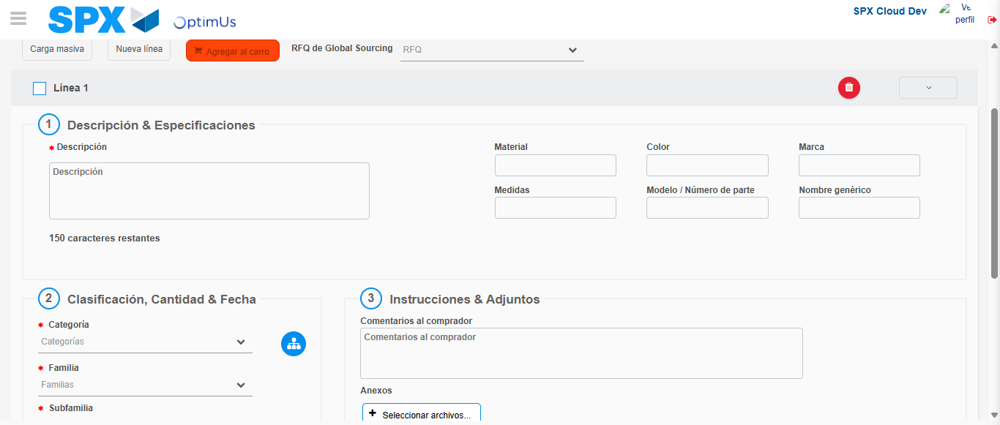 SPX
OptimUs
SPX Cloud Dev
perfil
Carga masiva
Nueva línea
Agregar al carro
RFQ de Global Sourcing
RFQ
Línea 1
1
Descripción & Especificaciones
* Descripción
Descripción
150 caracteres restantes
Material
Color
Marca
Medidas
Modelo / Número de parte
Nombre genérico
2
Clasificación, Cantidad & Fecha
* Categoría
Categorías
* Familia
Familias
* Subfamilia
3
Instrucciones & Adjuntos
Comentarios al comprador
Comentarios al comprador
Anexos
+ Seleccionar archivos...